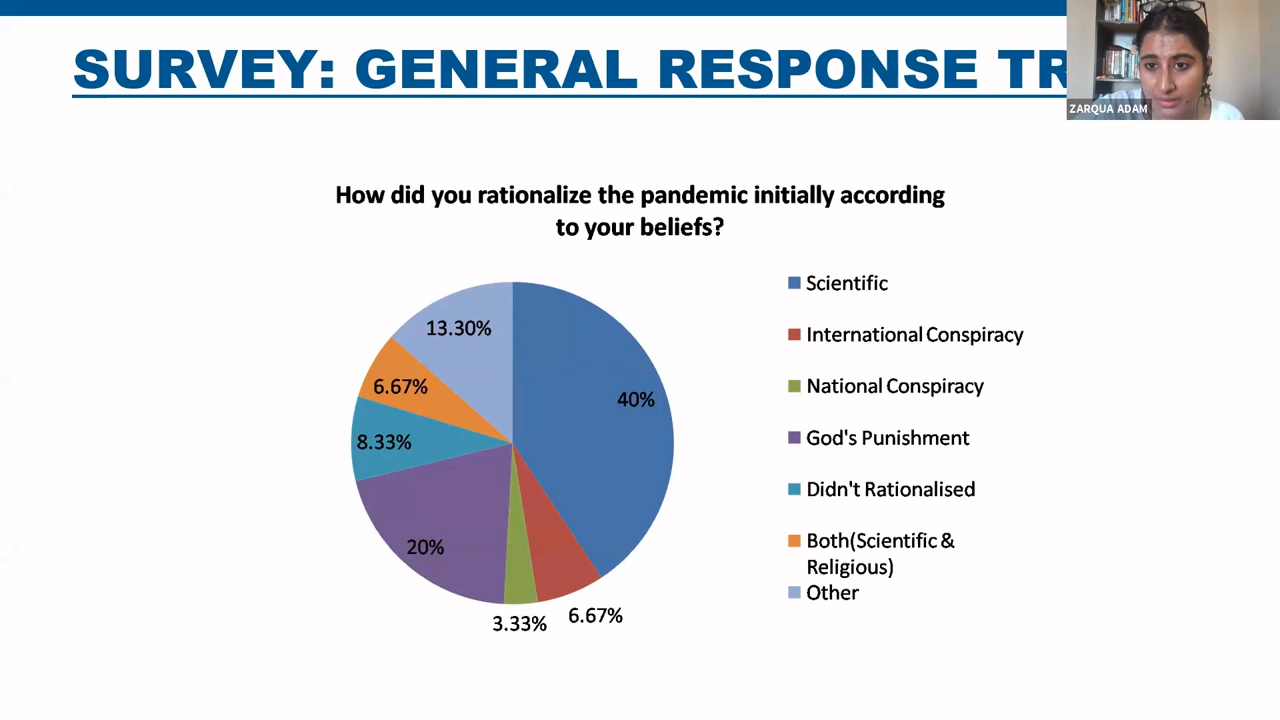 SURVEY: GENERAL RESPONSE TR
ZARQUA ADAM
How did you rationalize the pandemic initially according
to your beliefs?
13.30%
6.67%
40%
8.33%
20%
3.33%
6.67%
Scientific
International Conspiracy
National Conspiracy
God's Punishment
Didn't Rationalised
Both(Scientific &
Religious)
Other